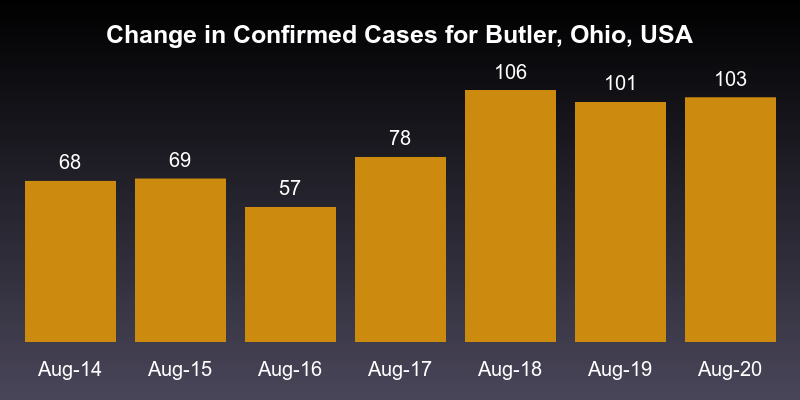 Change in Confirmed Cases for Butler, Ohio, USA
68 69 57 78 106 101 103
Aug-14 Aug-15 Aug-16 Aug-17 Aug-18 Aug-19 Aug-20